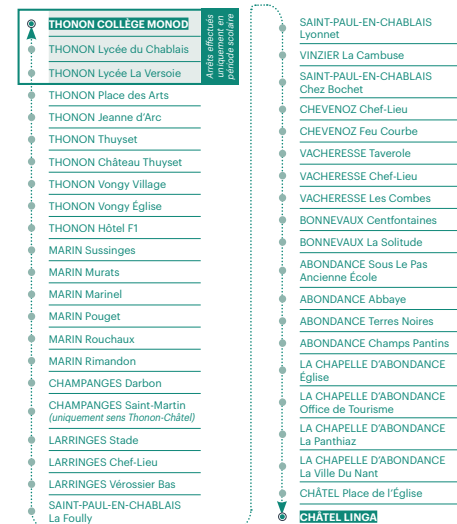 THONON COLLÈGE MONOD
THONON Lycée du Chablais
THONON Lycée La Versoie
Arrêts effectués
uniquement en
période scolaire
THONON Place des Arts
THONON Jeanne d'Arc
THONON Thuyset
THONON Château Thuyset
THONON Vongy Village
THONON Vongy Église
THONON Hôtel F1
MARIN Sussinges
MARIN Murats
MARIN Marinel
MARIN Pouget
MARIN Rouchaux
MARIN Rimandon
CHAMPANGES Darbon
CHAMPANGES Saint-Martin
(uniquement sens Thonon-Châtel)
LARRINGES Stade
LARRINGES Chef-Lieu
LARRINGES Vérossier Bas
SAINT-PAUL-EN-CHABLAIS
La Foully
SAINT-PAUL-EN-CHABLAIS
Lyonnet
VINZIER La Cambuse
SAINT-PAUL-EN-CHABLAIS
Chez Bochet
CHEVENOZ Chef-Lieu
CHEVENOZ Feu Courbe
VACHERESSE Taverole
VACHERESSE Chef-Lieu
VACHERESSE Les Combes
BONNEVAUX Centfontaines
BONNEVAUX La Solitude
ABONDANCE Sous Le Pas
Ancienne École
ABONDANCE Abbaye
ABONDANCE Terres Noires
ABONDANCE Champs Pantins
LA CHAPELLE D'ABONDANCE
Église
LA CHAPELLE D'ABONDANCE
Office de Tourisme
LA CHAPELLE D'ABONDANCE
La Panthiaz
LA CHAPELLE D'ABONDANCE
La Ville Du Nant
CHÂTEL Place de l'Église
CHÂTEL LINGA